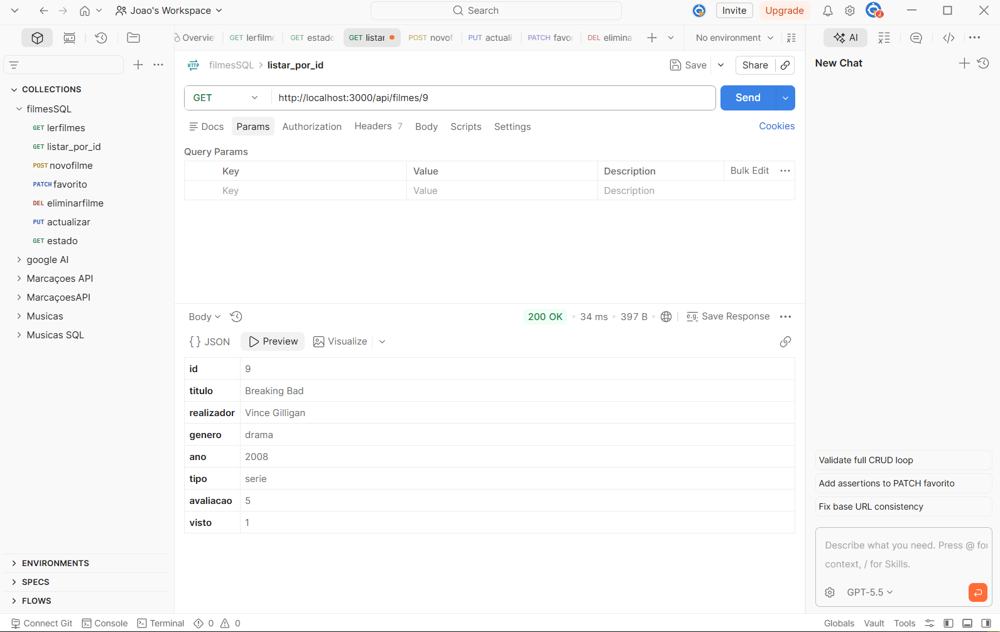 Joao's Workspace
Search
Invite
Upgrade
Overvie
GET lerfilme
GET estado
GET listar
POST novof
PUT actuali
PATCH favor
DEL elimina
No environment
AI
HTTP filmesSQL > listar_por_id
Save
Share
New Chat
COLLECTIONS
filmesSQL
GET lerfilmes
GET listar_por_id
POST novofilme
PATCH favorito
DEL eliminarfilme
PUT actualizar
GET estado
google AI
Marcaçoes API
MarcaçoesAPI
Musicas
Musicas SQL
ENVIRONMENTS
SPECS
FLOWS
GET http://localhost:3000/api/filmes/9
Send
Docs Params Authorization Headers 7 Body Scripts Settings
Cookies
Query Params
Key Value Description Bulk Edit
Key Value Description
Body
200 OK 34 ms 397 B e.g. Save Response
{} JSON Preview Visualize
id 9
titulo Breaking Bad
realizador Vince Gilligan
genero drama
ano 2008
tipo serie
avaliacao 5
visto 1
Validate full CRUD loop
Add assertions to PATCH favorito
Fix base URL consistency
Describe what you need. Press @ for
context, / for Skills.
GPT-5.5
Connect Git Console Terminal 0 0
Globals Vault Tools